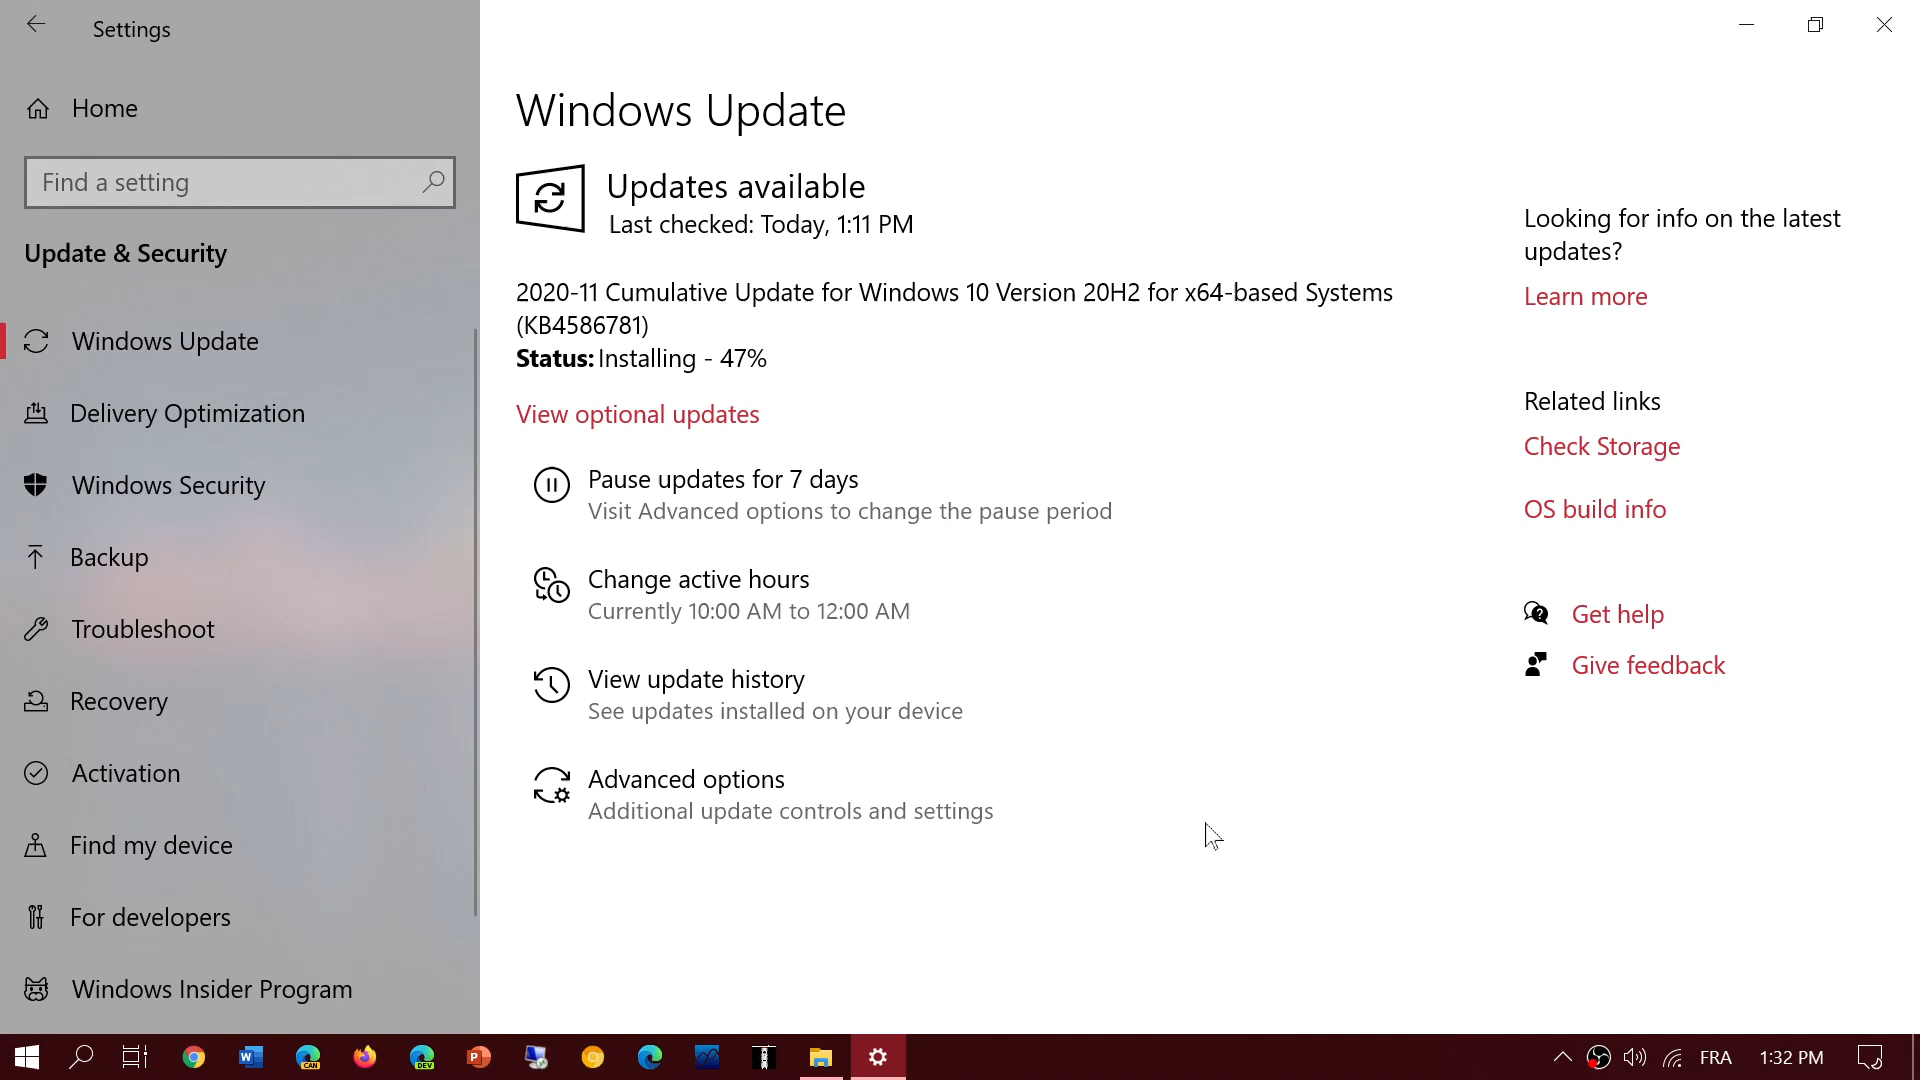 Settings
Home
Find a setting
Update & Security
Windows Update
Delivery Optimization
Windows Security
Backup
Troubleshoot
Recovery
Activation
Find my device
For developers
Windows Insider Program
Windows Update
Updates available
Last checked: Today, 1:11 PM
2020-11 Cumulative Update for Windows 10 Version 20H2 for x64-based Systems
(KB4586781)
Status: Installing - 47%
View optional updates
Pause updates for 7 days
Visit Advanced options to change the pause period
Change active hours
Currently 10:00 AM to 12:00 AM
View update history
See updates installed on your device
Advanced options
Additional update controls and settings
Looking for info on the latest
updates?
Learn more
Related links
Check Storage
OS build info
Get help
Give feedback
W
CAN
DEV
P
FRA
1:32 PM